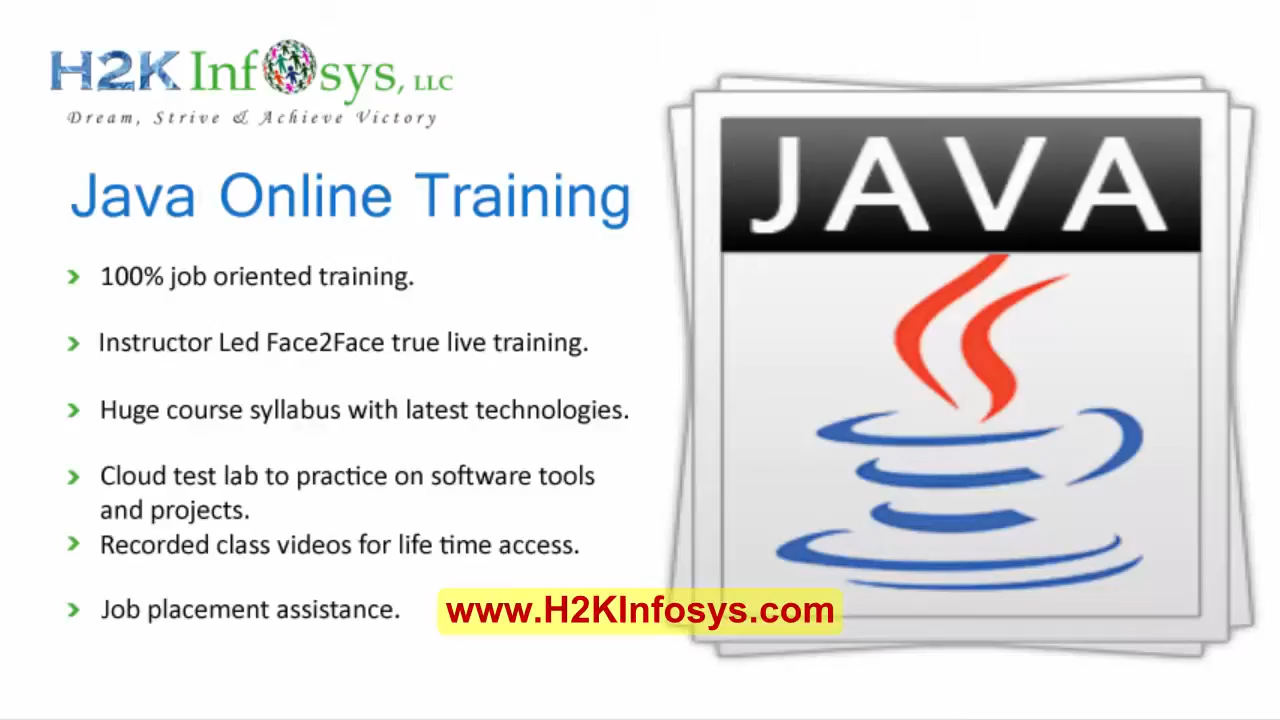 H2K Infosys, LLC
Dream, Strive & Achieve Victory
Java Online Training
100% job oriented training.
Instructor Led Face2Face true live training.
Huge course syllabus with latest technologies.
Cloud test lab to practice on software tools
and projects.
Recorded class videos for life time access.
Job placement assistance.
www.H2KInfosys.com
JAVA